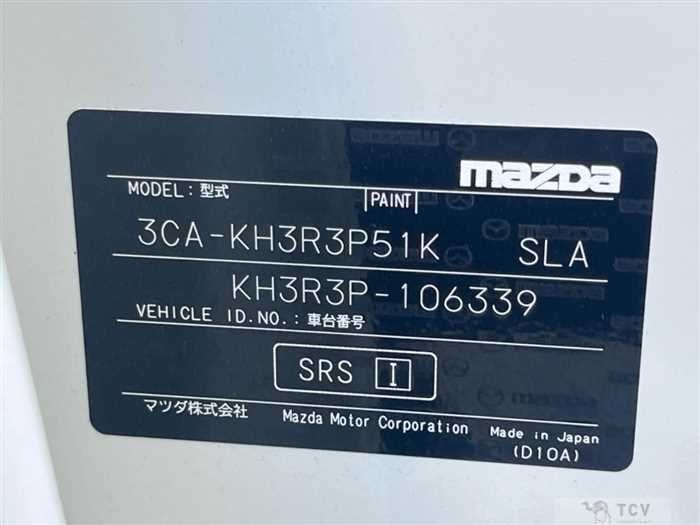 mazda
MODEL：型式 PAINT
3CA-KH3R3P51K SLA
KH3R3P-106339
VEHICLE ID.NO.：車台番号
SRS I
マツダ株式会社 Mazda Motor Corporation Made in Japan
(D10A)
TCV